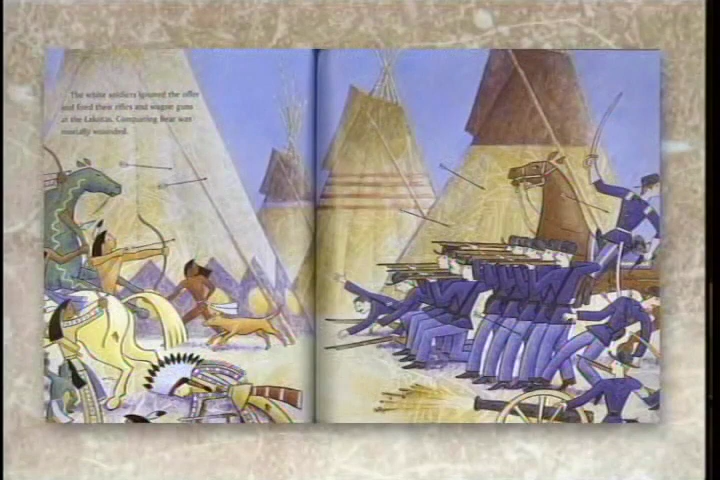 The white soldiers ignored the offer
and fired their rifles and wagon guns
at the Lakotas. Conquering Bear was
mortally wounded.